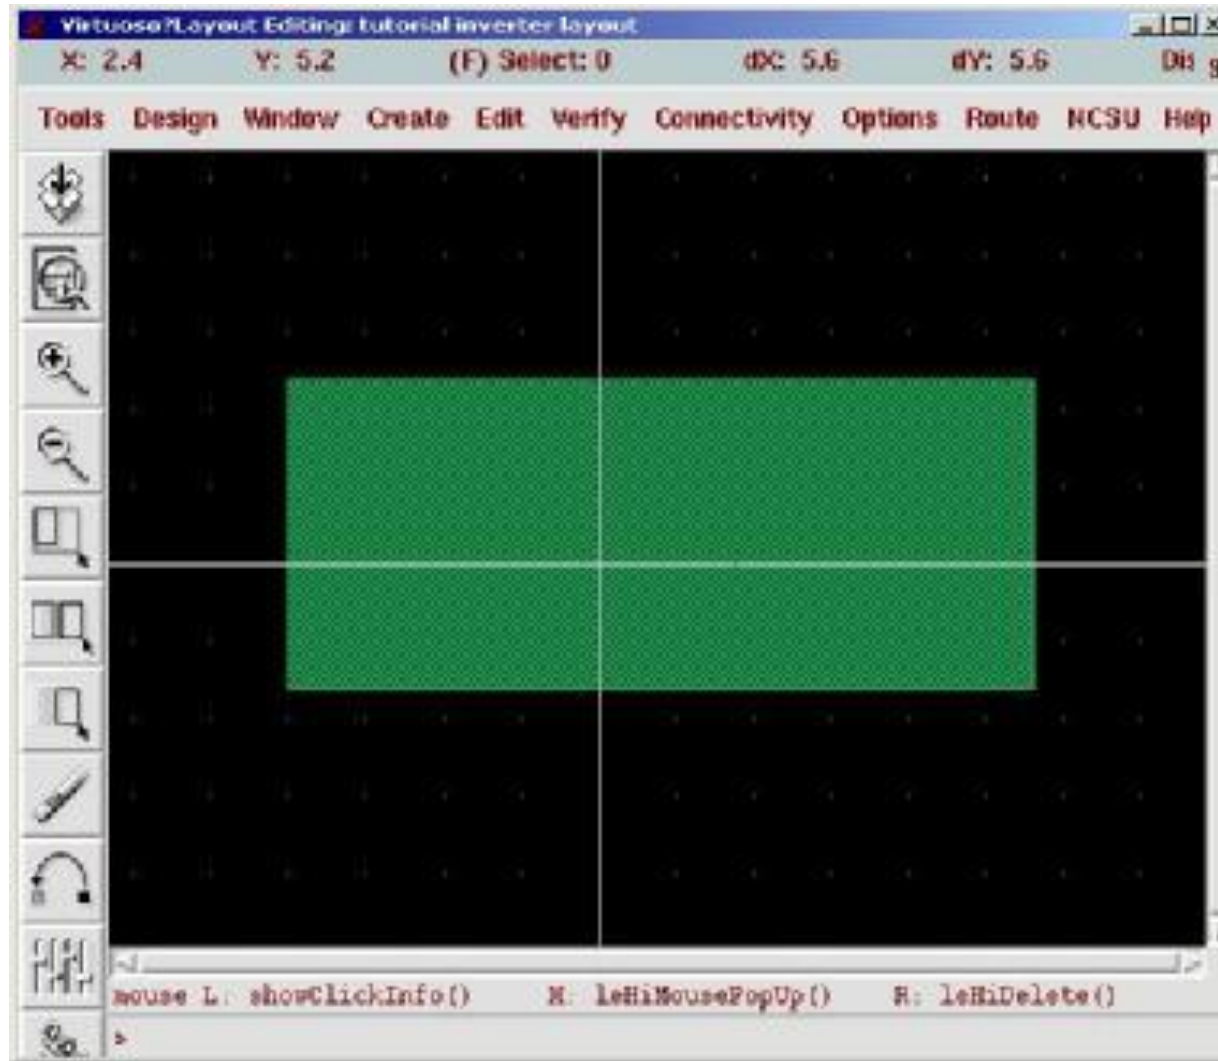 Virtuoso?Layout Editing: tutorial inverter layout
X: 2.4 Y: 5.2 (F) Select: 0 dX: 5.6 dY: 5.6 Dis
Tools Design Window Create Edit Verify Connectivity Options Route NCSU Help
mouse L: showClickInfo() M: leHiMousePopUp() R: leHiDelete()
>